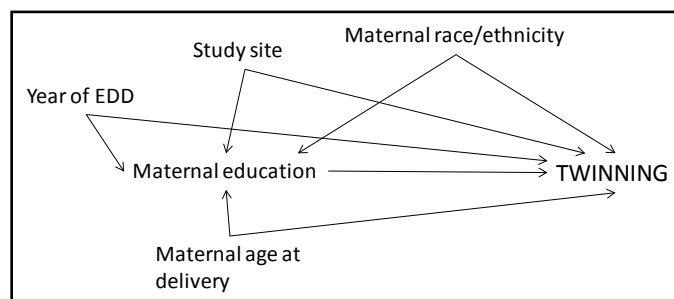 Maternal race/ethnicity
Study site
Year of EDD
Maternal education
TWINNING
Maternal age at
delivery